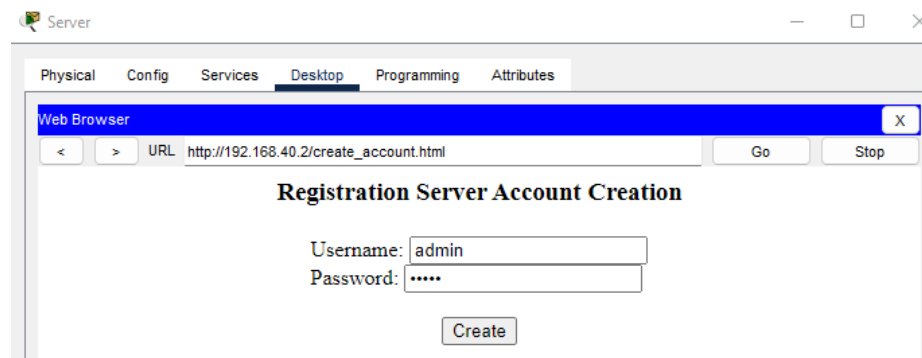 Server
Physical Config Services Desktop Programming Attributes
Web Browser X
< > URL http://192.168.40.2/create_account.html Go Stop
Registration Server Account Creation
Username: admin
Password: •••••
Create